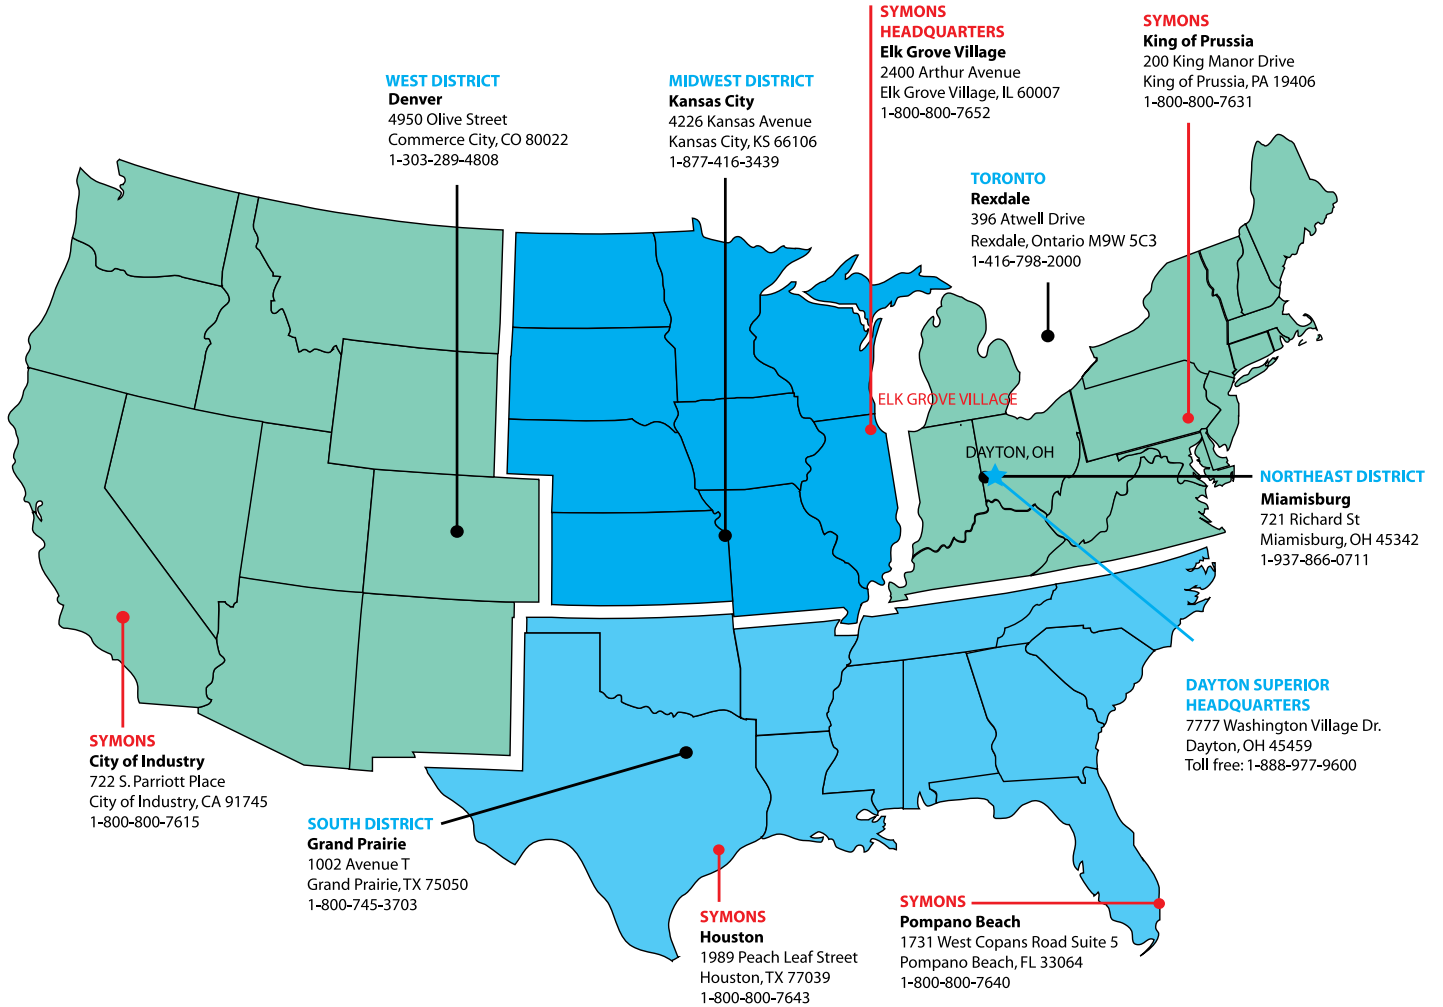 SYMONS
HEADQUARTERS
Elk Grove Village
2400 Arthur Avenue
Elk Grove Village, IL 60007
1-800-800-7652
SYMONS
King of Prussia
200 King Manor Drive
King of Prussia, PA 19406
1-800-800-7631
WEST DISTRICT
Denver
4950 Olive Street
Commerce City, CO 80022
1-303-289-4808
MIDWEST DISTRICT
Kansas City
4226 Kansas Avenue
Kansas City, KS 66106
1-877-416-3439
TORONTO
Rexdale
396 Atwell Drive
Rexdale, Ontario M9W 5C3
1-416-798-2000
ELK GROVE VILLAGE
DAYTON, OH
NORTHEAST DISTRICT
Miamisburg
721 Richard St
Miamisburg, OH 45342
1-937-866-0711
DAYTON SUPERIOR
HEADQUARTERS
7777 Washington Village Dr.
Dayton, OH 45459
Toll free: 1-888-977-9600
SYMONS
City of Industry
722 S. Parriott Place
City of Industry, CA 91745
1-800-800-7615
SOUTH DISTRICT
Grand Prairie
1002 Avenue T
Grand Prairie, TX 75050
1-800-745-3703
SYMONS
Houston
1989 Peach Leaf Street
Houston, TX 77039
1-800-800-7643
SYMONS
Pompano Beach
1731 West Copans Road Suite 5
Pompano Beach, FL 33064
1-800-800-7640